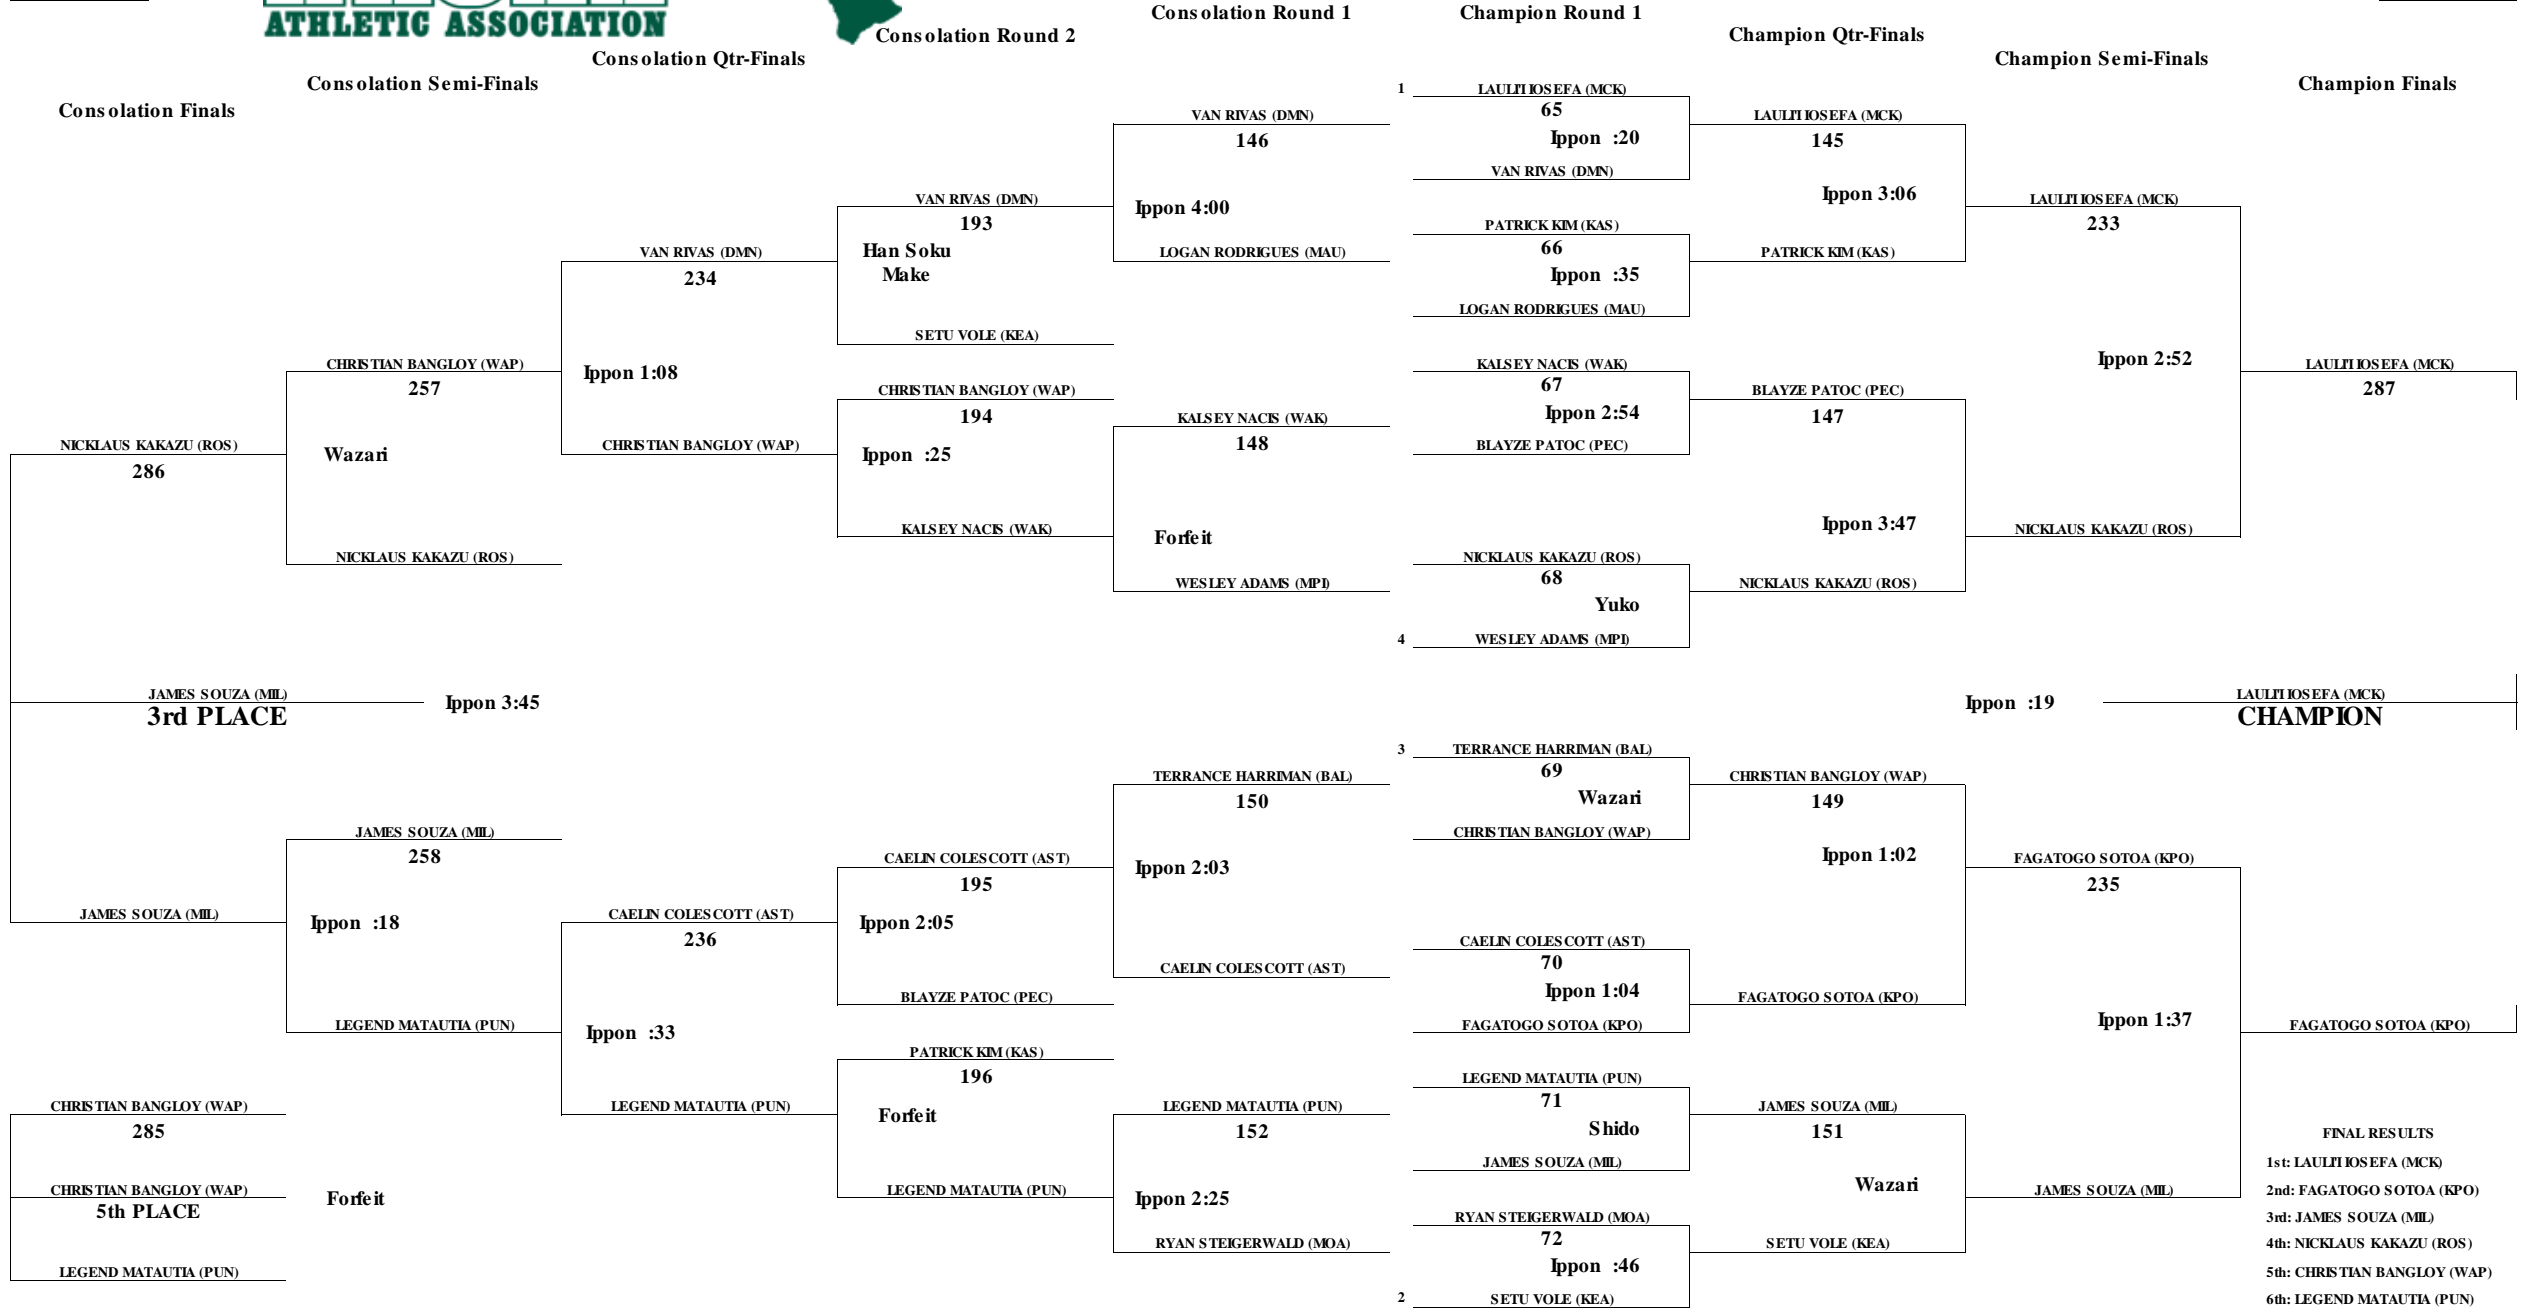 ATHLETIC ASSOCIATION
Consolation Finals
NICKLAUS KAKAZU (ROS)
286
JAMES SOUZA (MIL)
3rd PLACE
Ippon 3:45
JAMES SOUZA (MIL)
CHRISTIAN BANGLOY (WAP)
285
CHRISTIAN BANGLOY (WAP)
5th PLACE
Forfeit
LEGEND MATAUTIA (PUN)
Consolation Semi-Finals
CHRISTIAN BANGLOY (WAP)
257
Wazari
NICKLAUS KAKAZU (ROS)
JAMES SOUZA (MIL)
258
Ippon :18
LEGEND MATAUTIA (PUN)
Consolation Qtr-Finals
VAN RIVAS (DMN)
234
Ippon 1:08
CHRISTIAN BANGLOY (WAP)
CAELIN COLESCOTT (AST)
236
Ippon :33
LEGEND MATAUTIA (PUN)
Consolation Round 2
VAN RIVAS (DMN)
193
Han Soku
Make
SETU VOLE (KEA)
CHRISTIAN BANGLOY (WAP)
194
Ippon :25
KALSEY NACIS (WAK)
CAELIN COLESCOTT (AST)
195
Ippon 2:05
BLAYZE PATOC (PEC)
PATRICK KIM (KAS)
196
Forfeit
LEGEND MATAUTIA (PUN)
Consolation Round 1
VAN RIVAS (DMN)
146
Ippon 4:00
LOGAN RODRIGUES (MAU)
KALSEY NACIS (WAK)
148
Forfeit
WESLEY ADAMS (MPI)
TERRANCE HARRIMAN (BAL)
150
Ippon 2:03
CAELIN COLESCOTT (AST)
LEGEND MATAUTIA (PUN)
152
Ippon 2:25
RYAN STEIGERWALD (MOA)
Champion Round 1
1 LAULI'I IOSEFA (MCK)
65
Ippon :20
VAN RIVAS (DMN)
PATRICK KIM (KAS)
66
Ippon :35
LOGAN RODRIGUES (MAU)
KALSEY NACIS (WAK)
67
Ippon 2:54
BLAYZE PATOC (PEC)
NICKLAUS KAKAZU (ROS)
68
Yuko
4 WESLEY ADAMS (MPI)
3 TERRANCE HARRIMAN (BAL)
69
Wazari
CHRISTIAN BANGLOY (WAP)
CAELIN COLESCOTT (AST)
70
Ippon 1:04
FAGATOGO SOTOA (KPO)
LEGEND MATAUTIA (PUN)
71
Shido
JAMES SOUZA (MIL)
RYAN STEIGERWALD (MOA)
72
Ippon :46
2 SETU VOLE (KEA)
Champion Qtr-Finals
LAULI'I IOSEFA (MCK)
145
Ippon 3:06
PATRICK KIM (KAS)
BLAYZE PATOC (PEC)
147
Ippon 3:47
NICKLAUS KAKAZU (ROS)
CHRISTIAN BANGLOY (WAP)
149
Ippon 1:02
FAGATOGO SOTOA (KPO)
JAMES SOUZA (MIL)
151
Wazari
SETU VOLE (KEA)
Champion Semi-Finals
LAULI'I IOSEFA (MCK)
233
Ippon 2:52
NICKLAUS KAKAZU (ROS)
FAGATOGO SOTOA (KPO)
235
Ippon 1:37
JAMES SOUZA (MIL)
Champion Finals
LAULI'I IOSEFA (MCK)
287
Ippon :19
LAULI'I IOSEFA (MCK)
CHAMPION
FAGATOGO SOTOA (KPO)
FINAL RESULTS
1st: LAULI'I IOSEFA (MCK)
2nd: FAGATOGO SOTOA (KPO)
3rd: JAMES SOUZA (MIL)
4th: NICKLAUS KAKAZU (ROS)
5th: CHRISTIAN BANGLOY (WAP)
6th: LEGEND MATAUTIA (PUN)